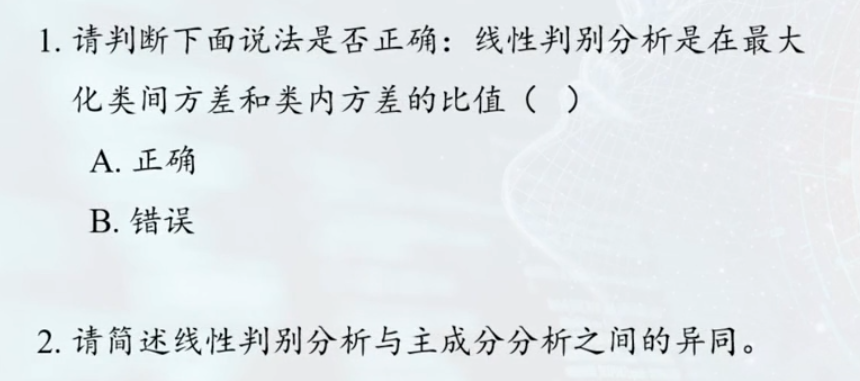 1. 请判断下面说法是否正确：线性判别分析是在最大
化类间方差和类内方差的比值（ ）
A. 正确
B. 错误
2. 请简述线性判别分析与主成分分析之间的异同。